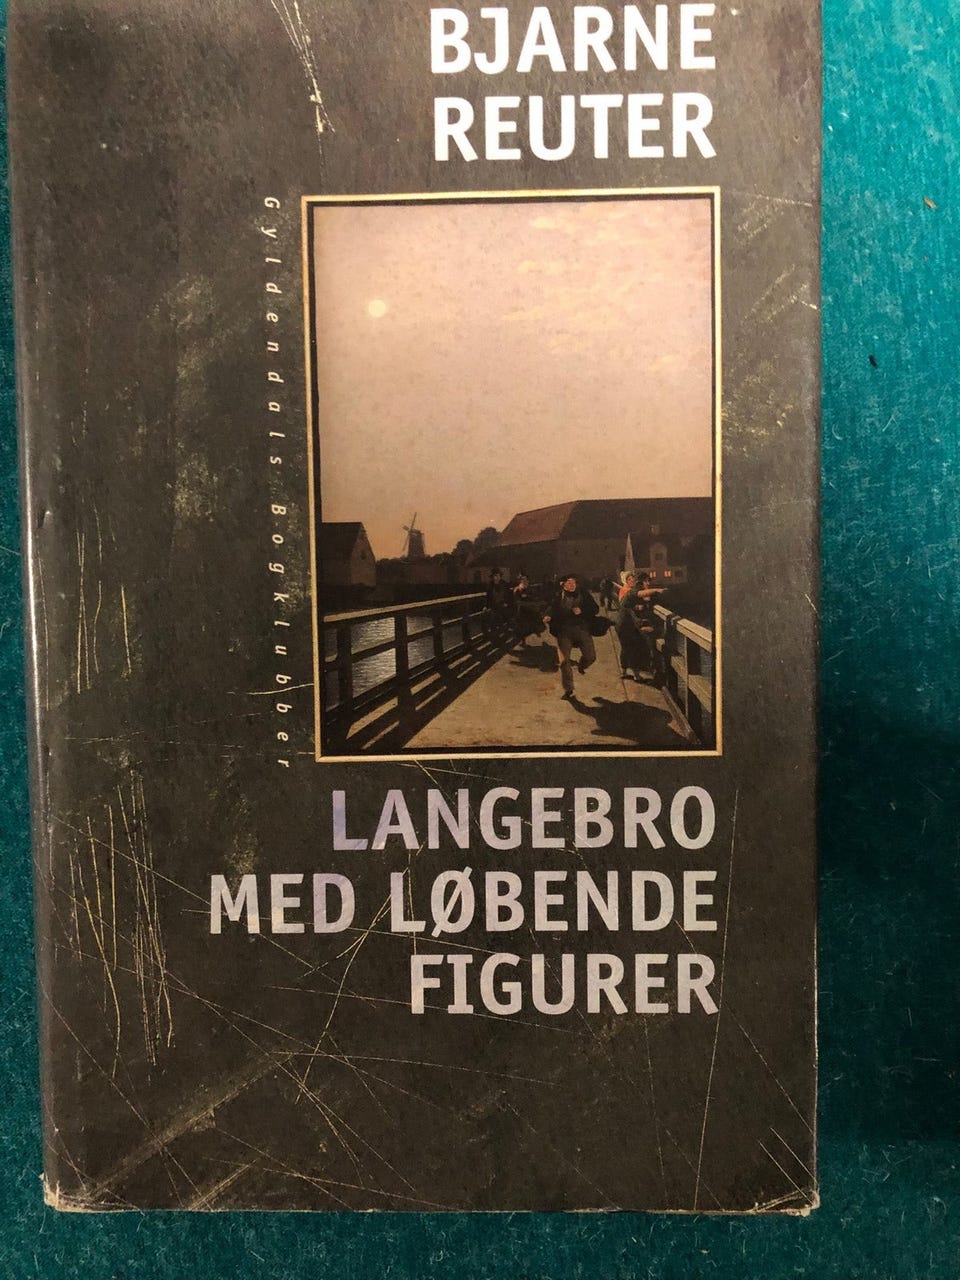 BJARNE
REUTER
Gyldendals Bogklubber
LANGEBRO
MED LØBENDE
FIGURER